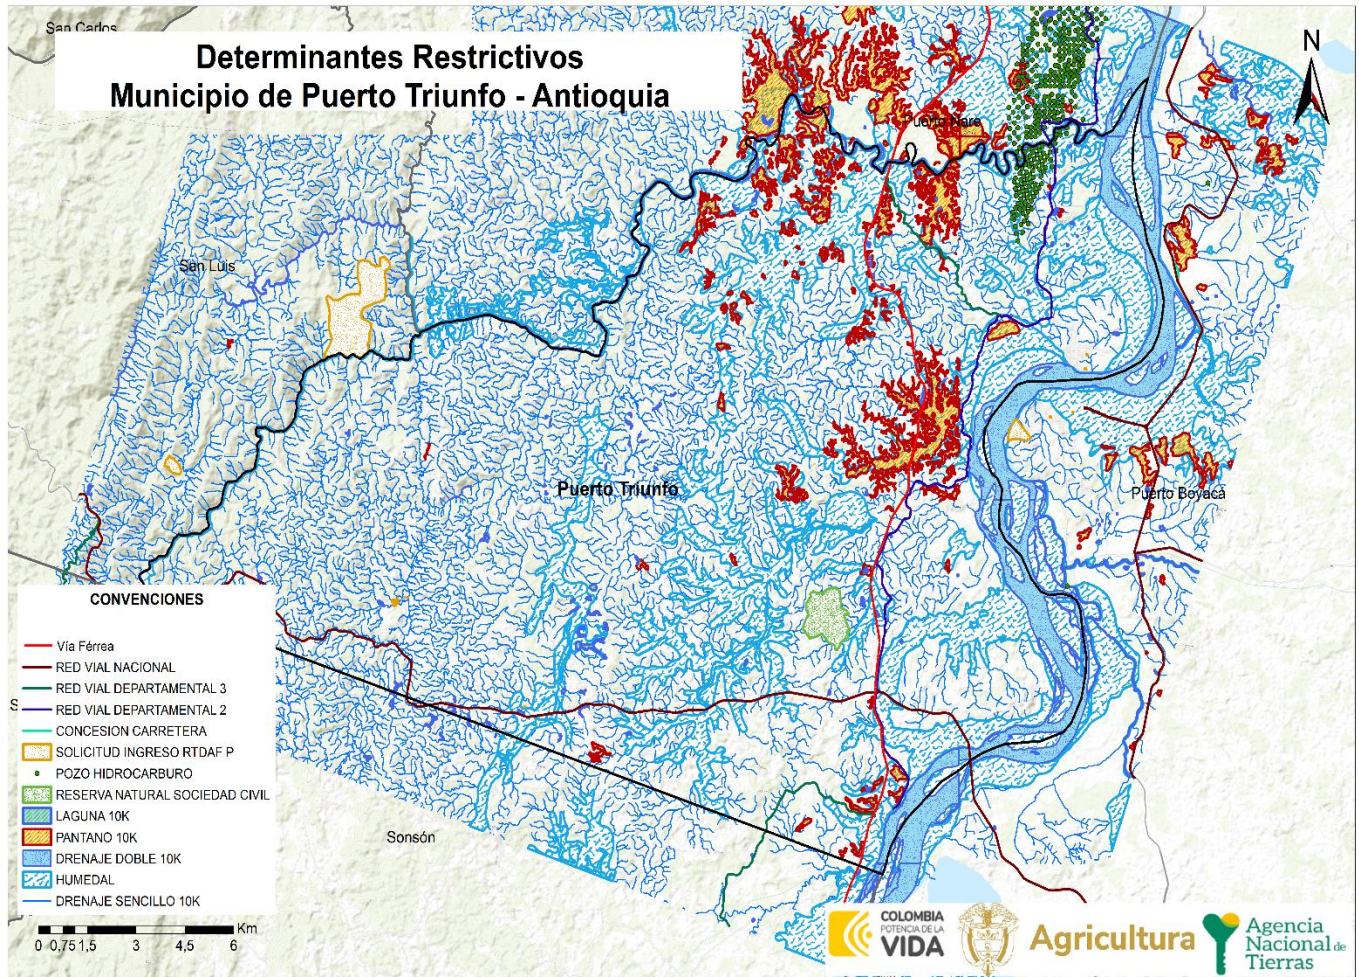 San Carlos
Determinantes Restrictivos
Municipio de Puerto Triunfo - Antioquia
N
Puerto Nare
San Luis
Puerto Triunfo
Puerto Boyacá
CONVENCIONES
Vía Férrea
RED VIAL NACIONAL
RED VIAL DEPARTAMENTAL 3
RED VIAL DEPARTAMENTAL 2
CONCESION CARRETERA
SOLICITUD INGRESO RTDAF P
POZO HIDROCARBURO
RESERVA NATURAL SOCIEDAD CIVIL
LAGUNA 10K
PANTANO 10K
DRENAJE DOBLE 10K
HUMEDAL
DRENAJE SENCILLO 10K
S
Sonsón
Km
0 0,75 1,5 3 4,5 6
COLOMBIA
POTENCIA DE LA
VIDA
Agricultura
Agencia
Nacional de
Tierras